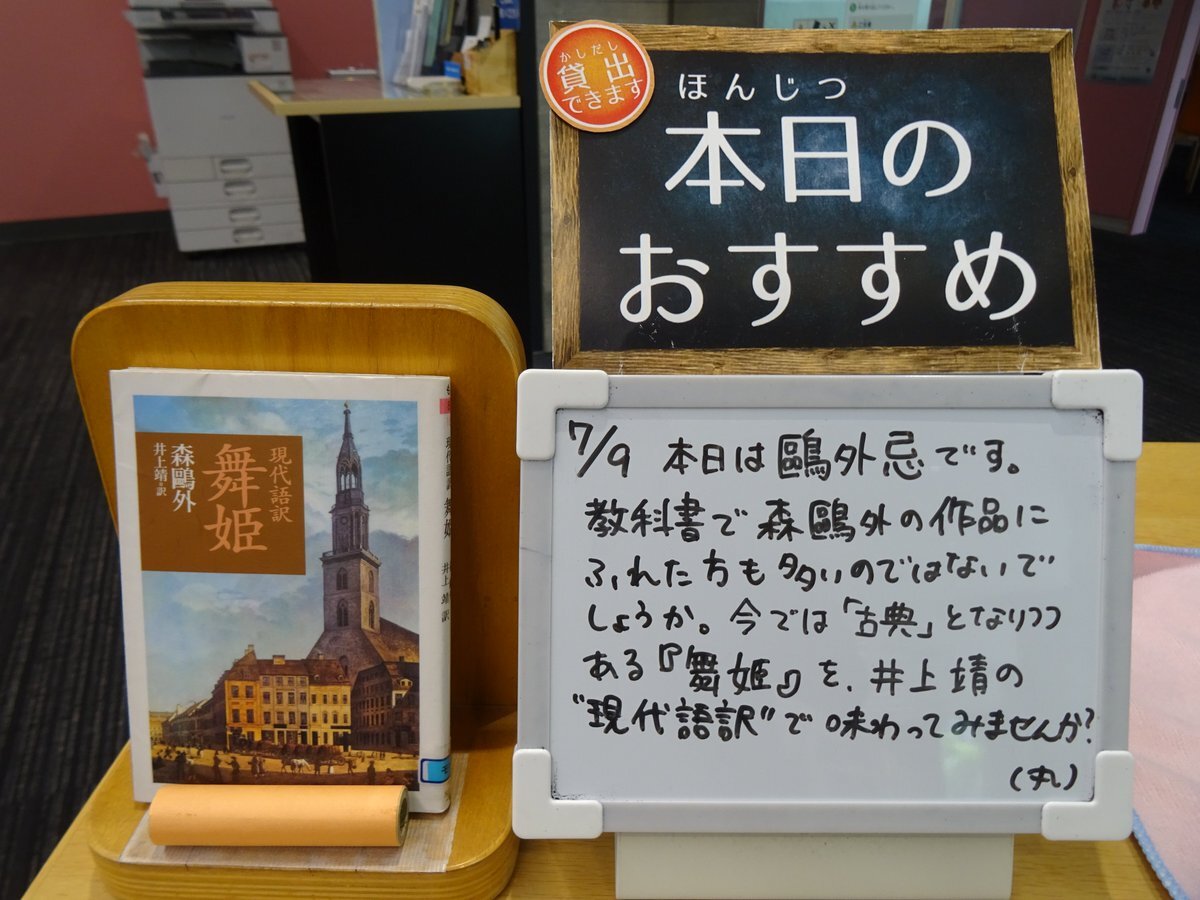 かしだし
貸出
できます
ほんじつ
本日の
おすすめ
現代語訳
舞姫
森鷗外
井上靖=訳
現代語訳 舞姫 井上靖 訳
7/9 本日は鷗外忌です。
教科書で森鷗外の作品に
ふれた方も多いのではないで
しょうか。今では「古典」となりつつ
ある『舞姫』を、井上靖の
"現代語訳"で味わってみませんか?
(丸)